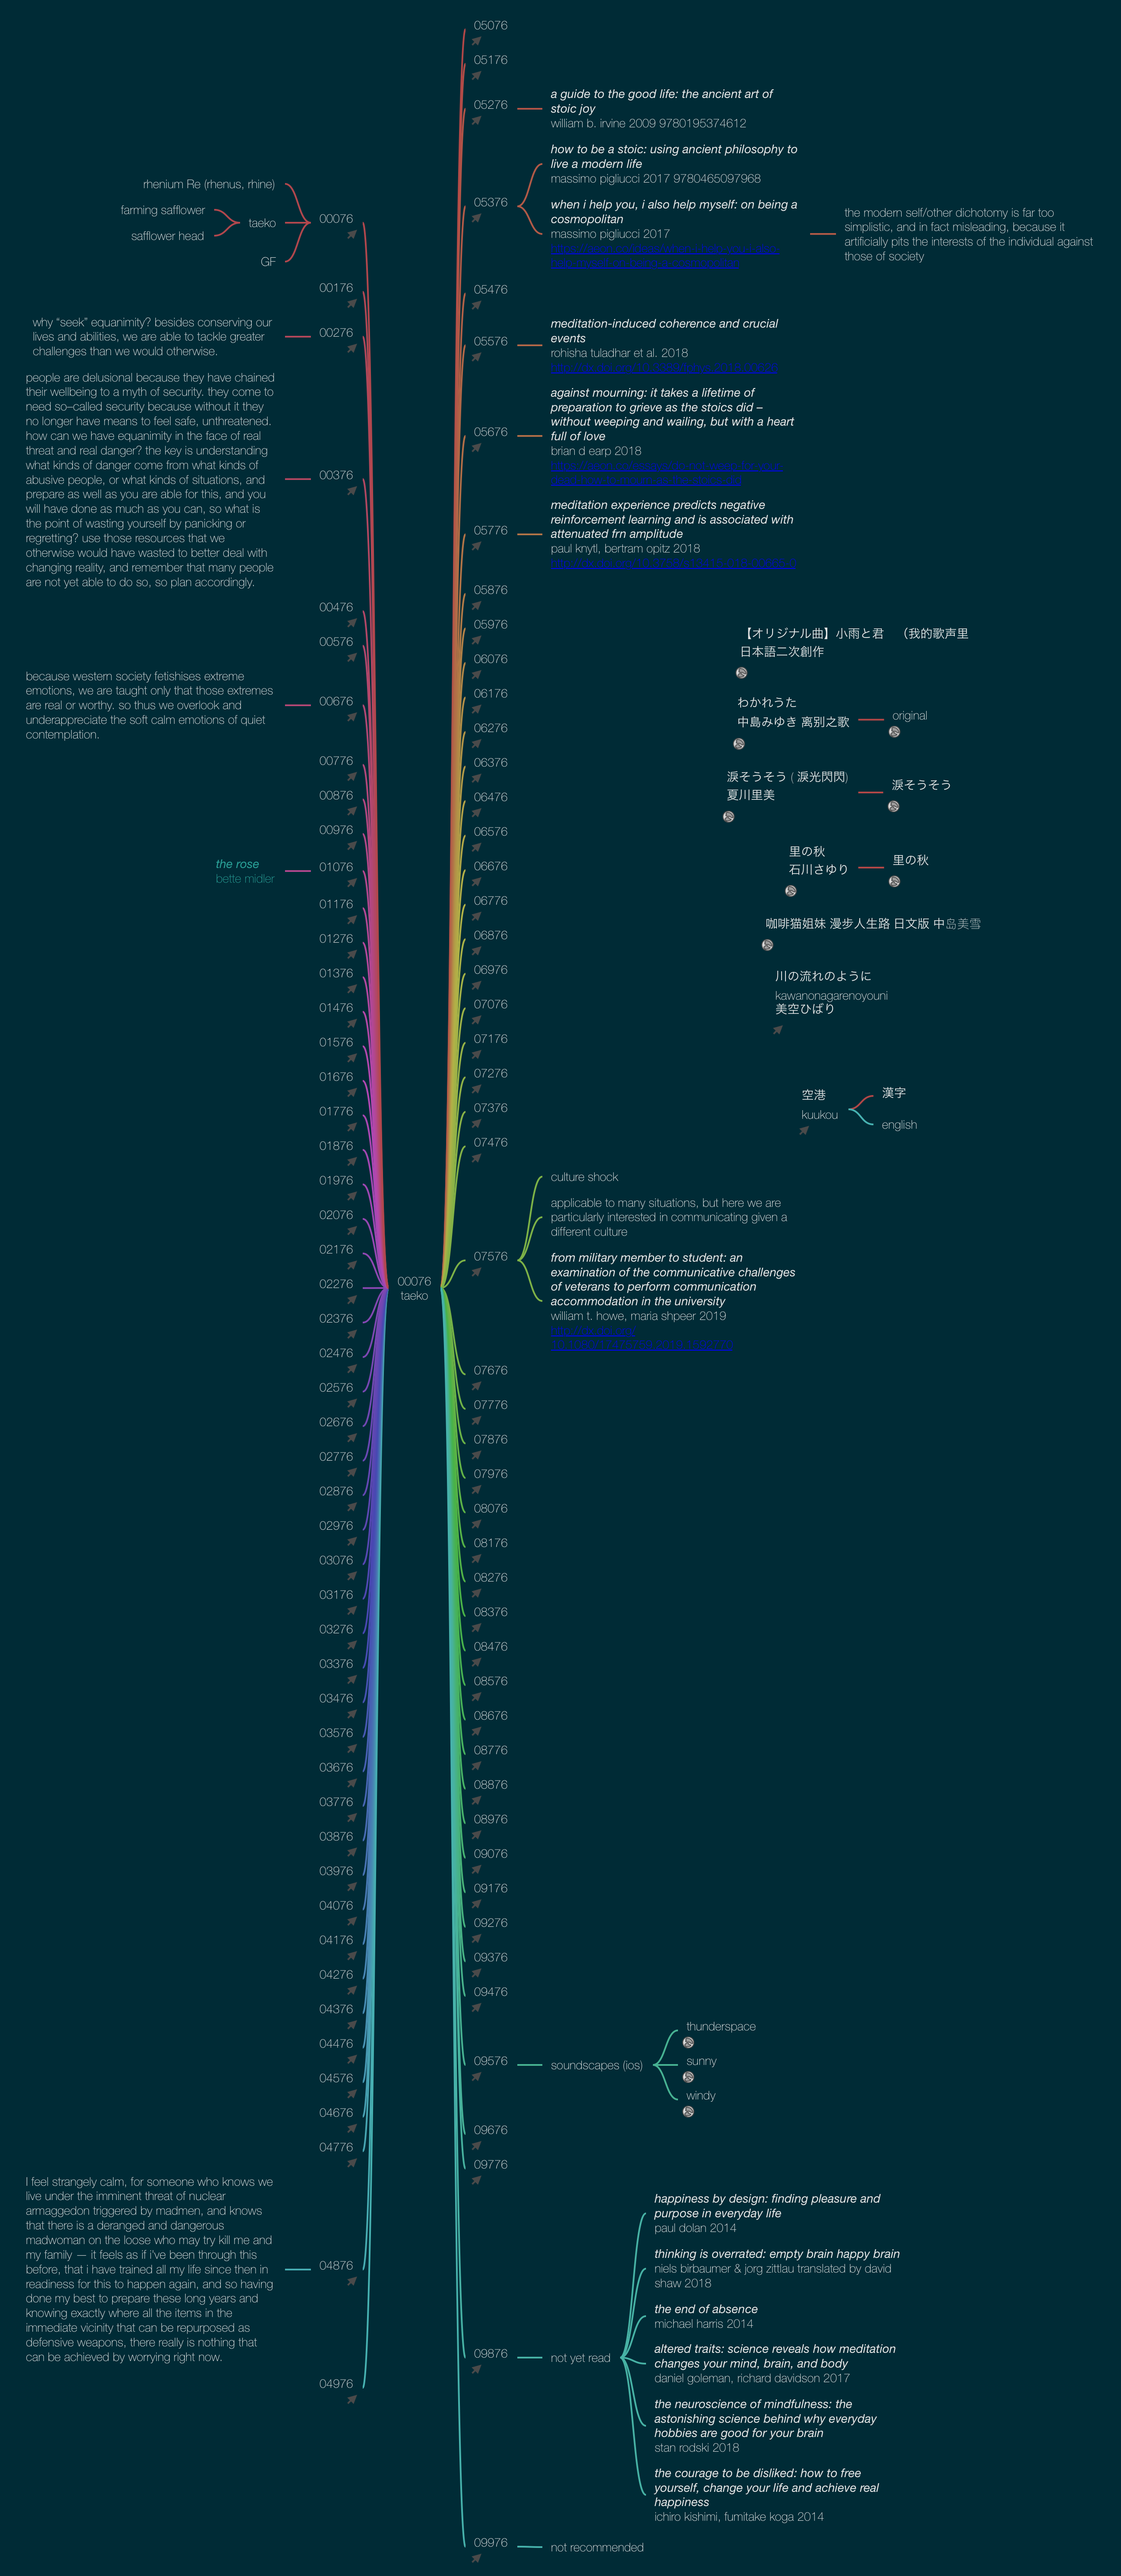 rhenium Re (rhenus, rhine)
farming safflower
safflower head
taeko
GF
00076
00176
why “seek” equanimity? besides conserving our
lives and abilities, we are able to tackle greater
challenges than we would otherwise.
00276
people are delusional because they have chained
their wellbeing to a myth of security. they come to
need so–called security because without it they
no longer have means to feel safe, unthreatened.
how can we have equanimity in the face of real
threat and real danger? the key is understanding
what kinds of danger come from what kinds of
abusive people, or what kinds of situations, and
prepare as well as you are able for this, and you
will have done as much as you can, so what is
the point of wasting yourself by panicking or
regretting? use those resources that we
otherwise would have wasted to better deal with
changing reality, and remember that many people
are not yet able to do so, so plan accordingly.
00376
00476
00576
because western society fetishises extreme
emotions, we are taught only that those extremes
are real or worthy. so thus we overlook and
underappreciate the soft calm emotions of quiet
contemplation.
00676
00776
00876
00976
the rose
bette midler
01076
01176
01276
01376
01476
01576
01676
01776
01876
01976
02076
02176
02276
02376
02476
02576
02676
02776
02876
02976
03076
03176
03276
03376
03476
03576
03676
03776
03876
03976
04076
04176
04276
04376
04476
04576
04676
04776
I feel strangely calm, for someone who knows we
live under the imminent threat of nuclear
armaggedon triggered by madmen, and knows
that there is a deranged and dangerous
madwoman on the loose who may try kill me and
my family — it feels as if i've been through this
before, that i have trained all my life since then in
readiness for this to happen again, and so having
done my best to prepare these long years and
knowing exactly where all the items in the
immediate vicinity that can be repurposed as
defensive weapons, there really is nothing that
can be achieved by worrying right now.
04876
04976
00076
taeko
05076
05176
05276
a guide to the good life: the ancient art of
stoic joy
william b. irvine 2009 9780195374612
05376
how to be a stoic: using ancient philosophy to
live a modern life
massimo pigliucci 2017 9780465097968
when i help you, i also help myself: on being a
cosmopolitan
massimo pigliucci 2017
the modern self/other dichotomy is far too
simplistic, and in fact misleading, because it
artificially pits the interests of the individual against
those of society
05476
05576
meditation-induced coherence and crucial
events
rohisha tuladhar et al. 2018
05676
against mourning: it takes a lifetime of
preparation to grieve as the stoics did –
without weeping and wailing, but with a heart
full of love
brian d earp 2018
05776
meditation experience predicts negative
reinforcement learning and is associated with
attenuated frn amplitude
paul knytl, bertram opitz 2018
05876
05976
06076
06176
06276
06376
06476
06576
06676
06776
06876
06976
07076
07176
07276
07376
07476
【オリジナル曲】小雨と君 （我的歌声里
日本語二次創作
わかれうた
中島みゆき 离别之歌
original
涙そうそう ( 淚光閃閃)
夏川里美
涙そうそう
里の秋
石川さゆり
里の秋
咖啡猫姐妹 漫步人生路 日文版 中岛美雪
川の流れのように
kawanonagarenoyouni
美空ひばり
空港
kuukou
漢字
english
07576
culture shock
applicable to many situations, but here we are
particularly interested in communicating given a
different culture
from military member to student: an
examination of the communicative challenges
of veterans to perform communication
accommodation in the university
william t. howe, maria shpeer 2019
07676
07776
07876
07976
08076
08176
08276
08376
08476
08576
08676
08776
08876
08976
09076
09176
09276
09376
09476
09576
soundscapes (ios)
thunderspace
sunny
windy
09676
09776
09876
not yet read
happiness by design: finding pleasure and
purpose in everyday life
paul dolan 2014
thinking is overrated: empty brain happy brain
niels birbaumer & jorg zittlau translated by david
shaw 2018
the end of absence
michael harris 2014
altered traits: science reveals how meditation
changes your mind, brain, and body
daniel goleman, richard davidson 2017
the neuroscience of mindfulness: the
astonishing science behind why everyday
hobbies are good for your brain
stan rodski 2018
the courage to be disliked: how to free
yourself, change your life and achieve real
happiness
ichiro kishimi, fumitake koga 2014
09976
not recommended